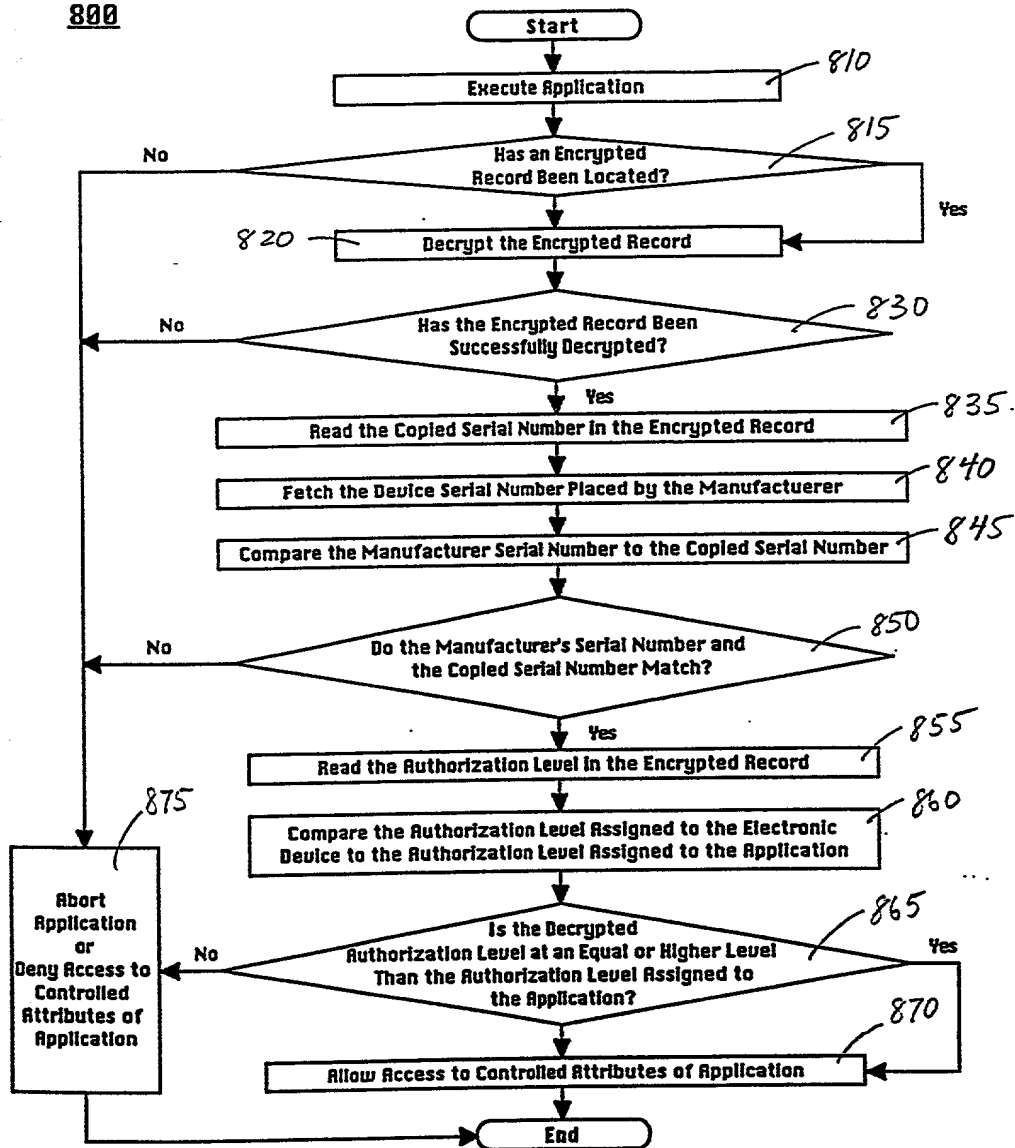 800
Start
810
Execute Application
815
No
Has an Encrypted
Record Been Located?
Yes
820
Decrypt the Encrypted Record
830
No
Has the Encrypted Record Been
Successfully Decrypted?
Yes
835
Read the Copied Serial Number in the Encrypted Record
840
Fetch the Device Serial Number Placed by the Manufactuerer
845
Compare the Manufacturer Serial Number to the Copied Serial Number
850
No
Do the Manufacturer's Serial Number and
the Copied Serial Number Match?
Yes
855
Read the Authorization Level in the Encrypted Record
860
Compare the Authorization Level Assigned to the Electronic
Device to the Authorization Level Assigned to the Application
865
No
Is the Decrypted
Authorization Level at an Equal or Higher Level
Than the Authorization Level Assigned to
the Application?
Yes
875
Abort
Application
or
Deny Access to
Controlled
Attributes of
Application
870
Allow Access to Controlled Attributes of Application
End